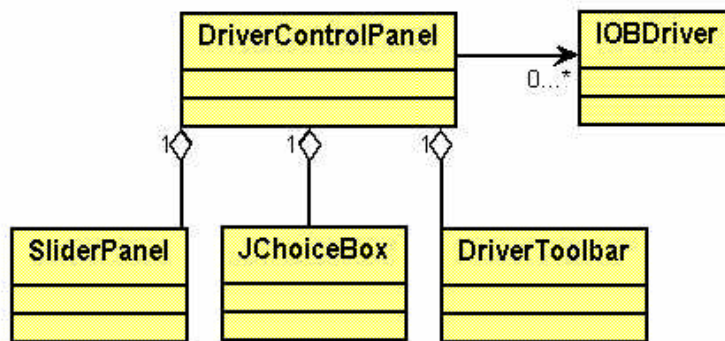 DriverControlPanel
IOBDriver
0...*
1
1
1
SliderPanel
JChoiceBox
DriverToolbar